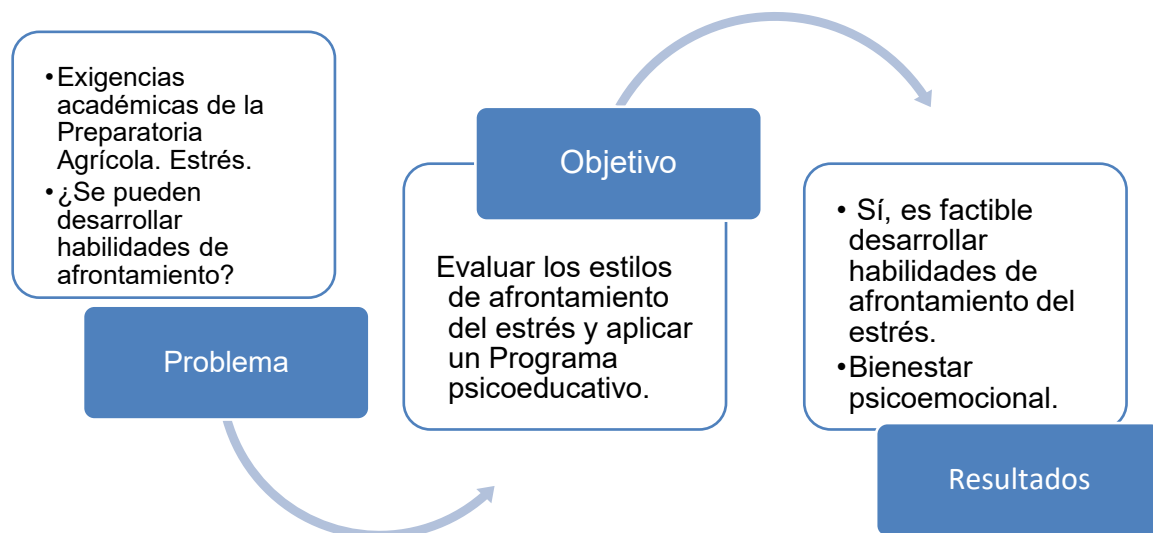 •Exigencias
académicas de la
Preparatoria
Agrícola. Estrés.
•¿Se pueden
desarrollar
habilidades de
afrontamiento?
Problema
Objetivo
Evaluar los estilos
de afrontamiento
del estrés y aplicar
un Programa
psicoeducativo.
• Sí, es factible
desarrollar
habilidades de
afrontamiento del
estrés.
•Bienestar
psicoemocional.
Resultados